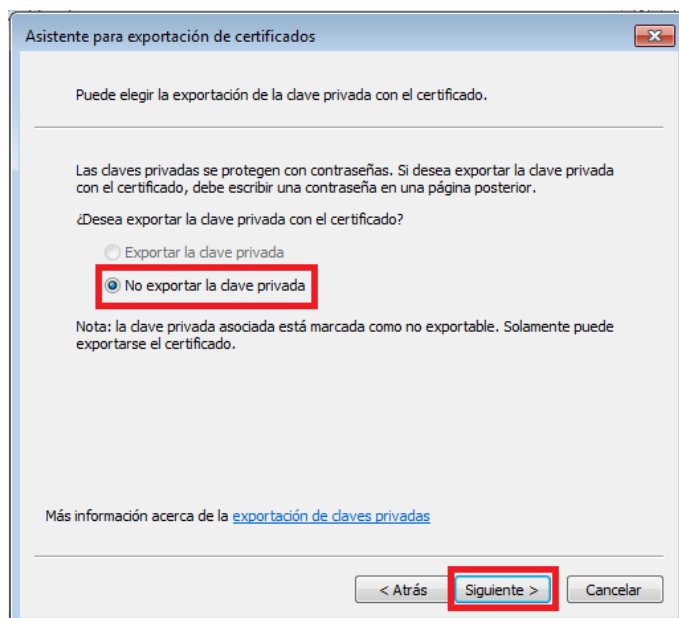 Asistente para exportación de certificados
Puede elegir la exportación de la clave privada con el certificado.
Las claves privadas se protegen con contraseñas. Si desea exportar la clave privada
con el certificado, debe escribir una contraseña en una página posterior.
¿Desea exportar la clave privada con el certificado?
Exportar la clave privada
No exportar la clave privada
Nota: la clave privada asociada está marcada como no exportable. Solamente puede
exportarse el certificado.
Más información acerca de la exportación de claves privadas
< Atrás
Siguiente >
Cancelar